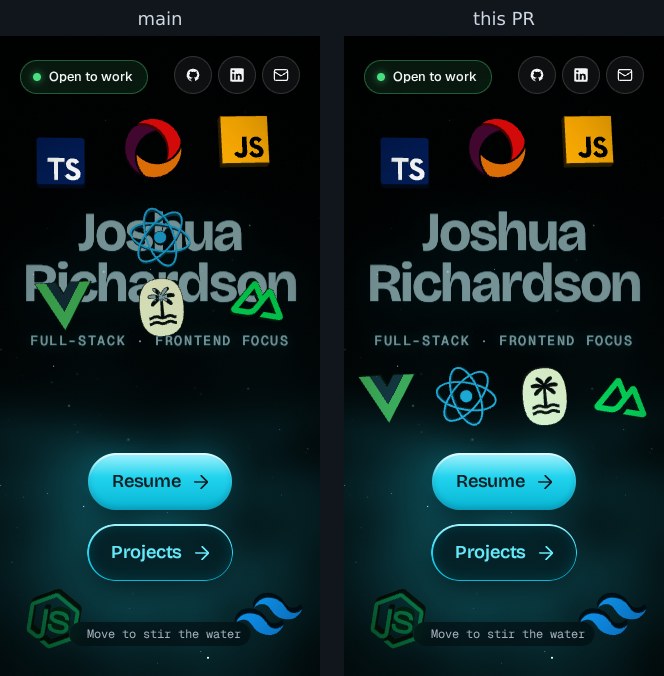 main
this PR
Open to work
TS
JS
Joshua
Richardson
FULL-STACK · FRONTEND FOCUS
Resume →
Projects →
JS
Move to stir the water
Open to work
TS
JS
Joshua
Richardson
FULL-STACK · FRONTEND FOCUS
Resume →
Projects →
JS
Move to stir the water